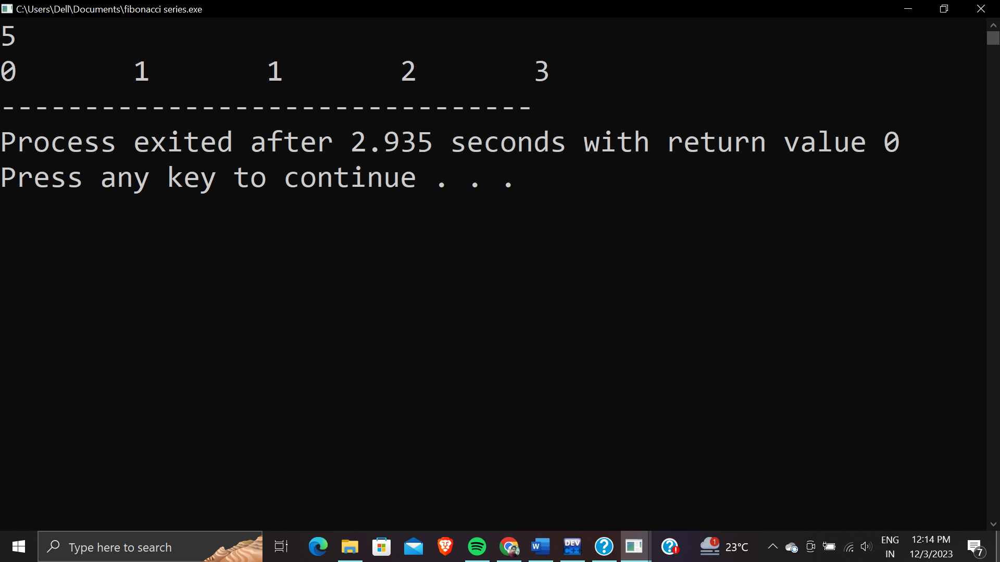 C:\Users\Dell\Documents\fibonacci series.exe
5
0 1 1 2 3
--------------------------------
Process exited after 2.935 seconds with return value 0
Press any key to continue . . .
Type here to search
W
DEV
C++
?
?
!
1
23°C
ENG
IN
12:14 PM
12/3/2023
7